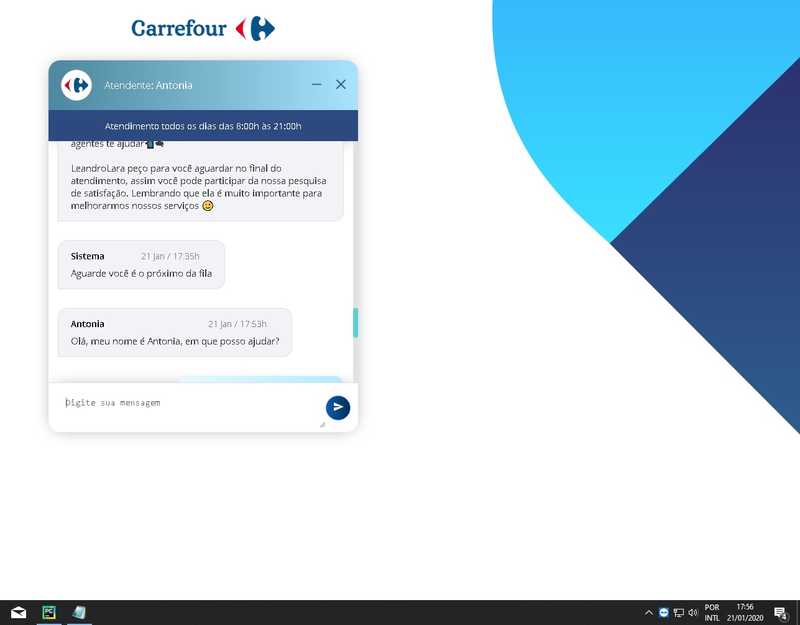 Carrefour
Atendente: Antonia
Atendimento todos os dias das 8:00h às 21:00h
agentes te ajudar
LeandroLara peço para você aguardar no final do
atendimento, assim você pode participar da nossa pesquisa
de satisfação. Lembrando que ela é muito importante para
melhorarmos nossos serviços
Sistema 21 Jan / 17:35h
Aguarde você é o próximo da fila
Antonia 21 Jan / 17:53h
Olá, meu nome é Antonia, em que posso ajudar?
Digite sua mensagem
PC
POR 17:56
INTL 21/01/2020
4